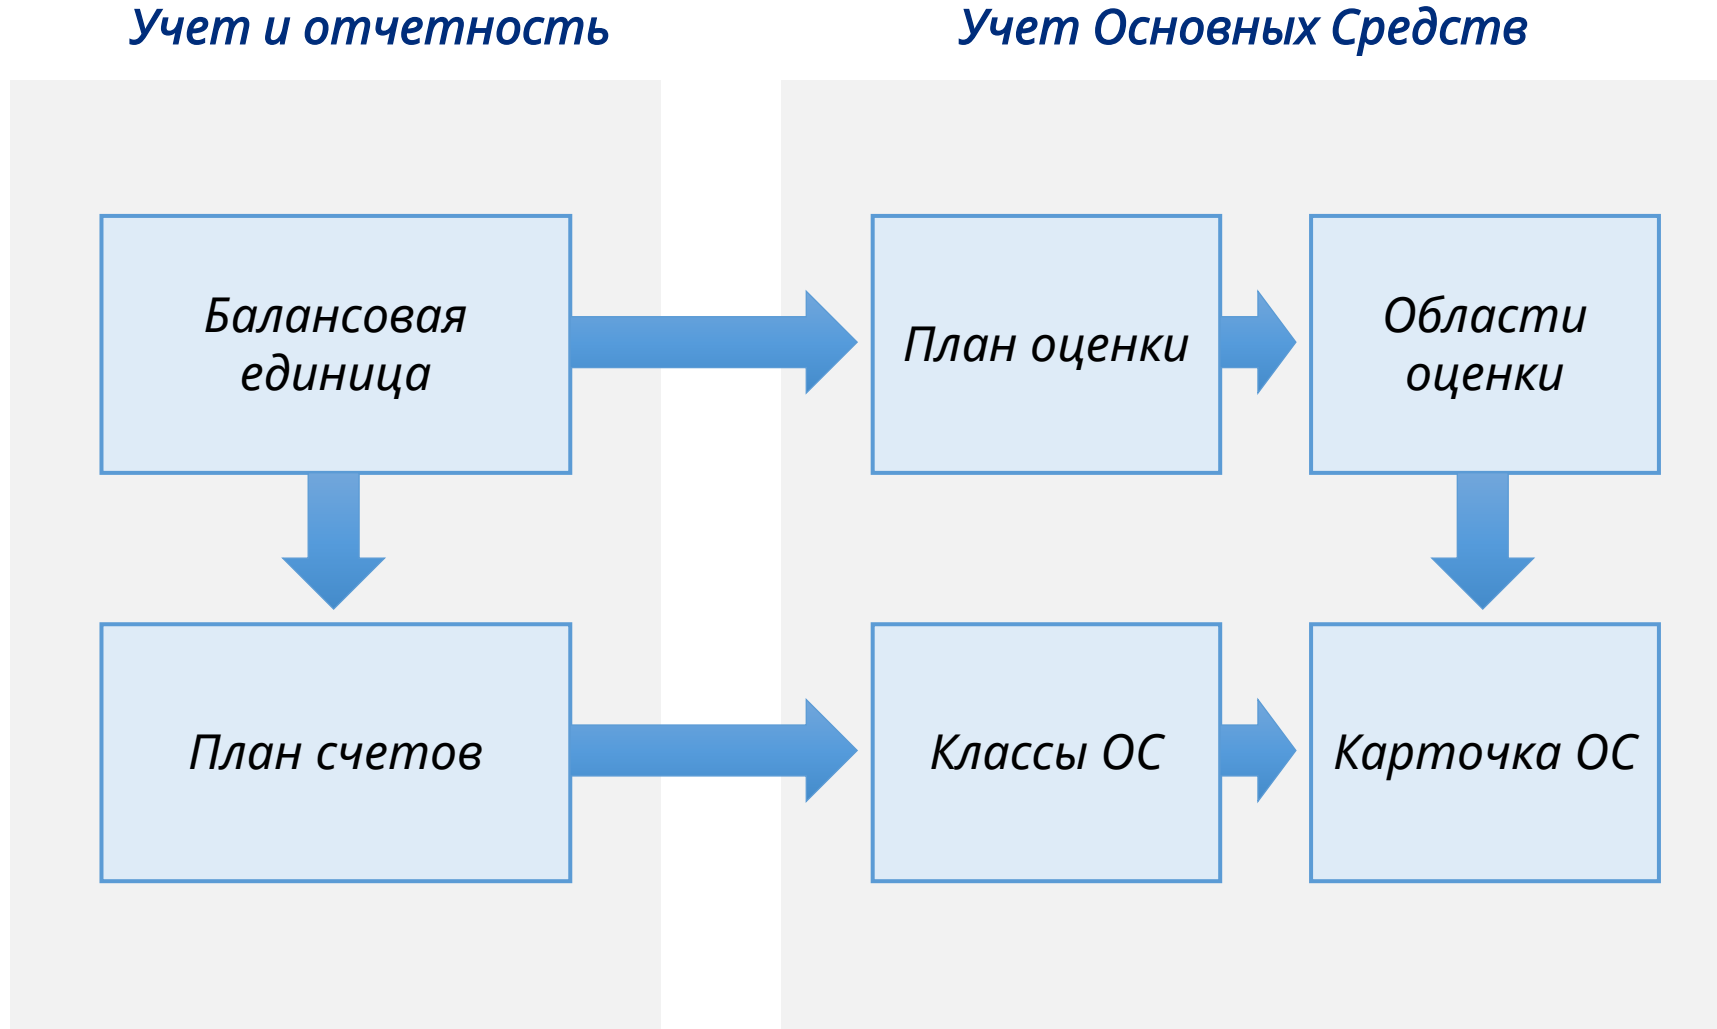 Учет и отчетность
Учет Основных Средств
Балансовая
единица
План оценки
Области
оценки
План счетов
Классы ОС
Карточка ОС